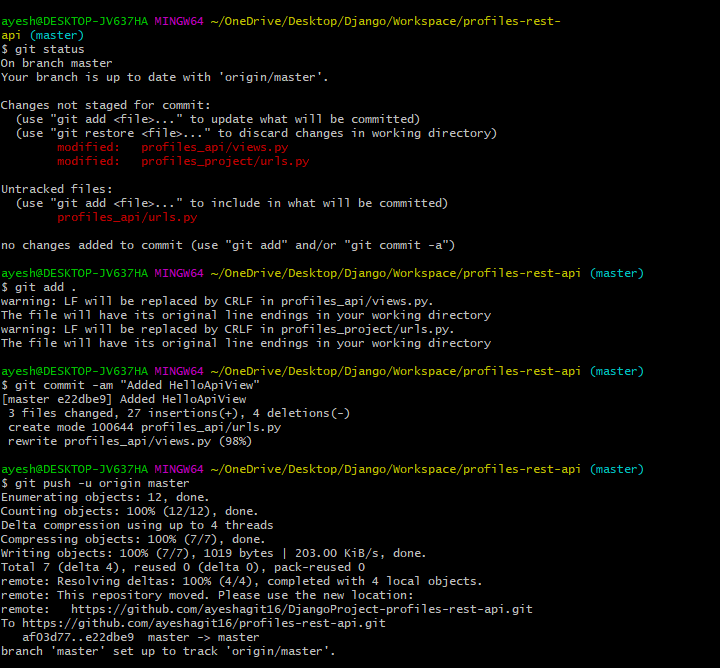 ayesh@DESKTOP-JV637HA MINGW64 ~/OneDrive/Desktop/Django/Workspace/profiles-rest-
api (master)
$ git status
On branch master
Your branch is up to date with 'origin/master'.

Changes not staged for commit:
  (use "git add <file>..." to update what will be committed)
  (use "git restore <file>..." to discard changes in working directory)
        modified:   profiles_api/views.py
        modified:   profiles_project/urls.py

Untracked files:
  (use "git add <file>..." to include in what will be committed)
        profiles_api/urls.py

no changes added to commit (use "git add" and/or "git commit -a")

ayesh@DESKTOP-JV637HA MINGW64 ~/OneDrive/Desktop/Django/Workspace/profiles-rest-api (master)
$ git add .
warning: LF will be replaced by CRLF in profiles_api/views.py.
The file will have its original line endings in your working directory
warning: LF will be replaced by CRLF in profiles_project/urls.py.
The file will have its original line endings in your working directory

ayesh@DESKTOP-JV637HA MINGW64 ~/OneDrive/Desktop/Django/Workspace/profiles-rest-api (master)
$ git commit -am "Added HelloApiView"
[master e22dbe9] Added HelloApiView
 3 files changed, 27 insertions(+), 4 deletions(-)
 create mode 100644 profiles_api/urls.py
 rewrite profiles_api/views.py (98%)

ayesh@DESKTOP-JV637HA MINGW64 ~/OneDrive/Desktop/Django/Workspace/profiles-rest-api (master)
$ git push -u origin master
Enumerating objects: 12, done.
Counting objects: 100% (12/12), done.
Delta compression using up to 4 threads
Compressing objects: 100% (7/7), done.
Writing objects: 100% (7/7), 1019 bytes | 203.00 KiB/s, done.
Total 7 (delta 4), reused 0 (delta 0), pack-reused 0
remote: Resolving deltas: 100% (4/4), completed with 4 local objects.
remote: This repository moved. Please use the new location:
remote:   https://github.com/ayeshagit16/DjangoProject-profiles-rest-api.git
To https://github.com/ayeshagit16/profiles-rest-api.git
   af03d77..e22dbe9  master -> master
branch 'master' set up to track 'origin/master'.